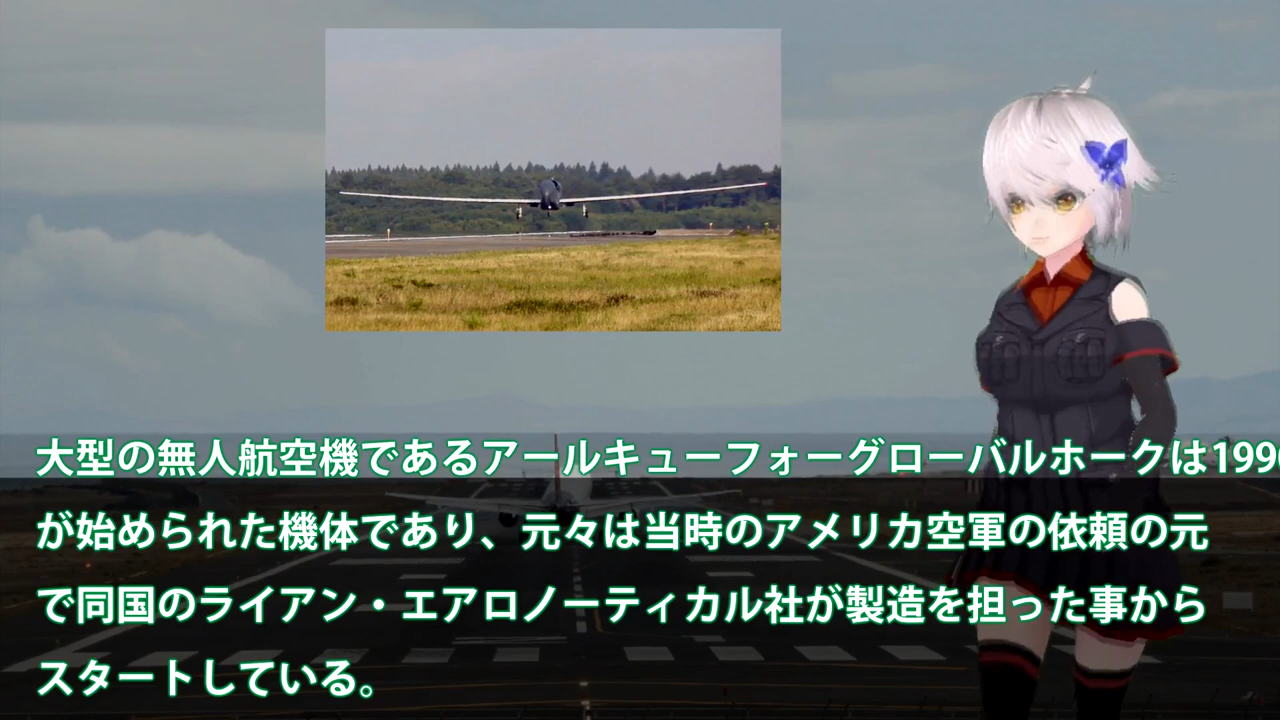 大型の無人航空機であるアールキューフォーグローバルホークは199
が始められた機体であり、元々は当時のアメリカ空軍の依頼の元
で同国のライアン・エアロノーティカル社が製造を担った事から
スタートしている。